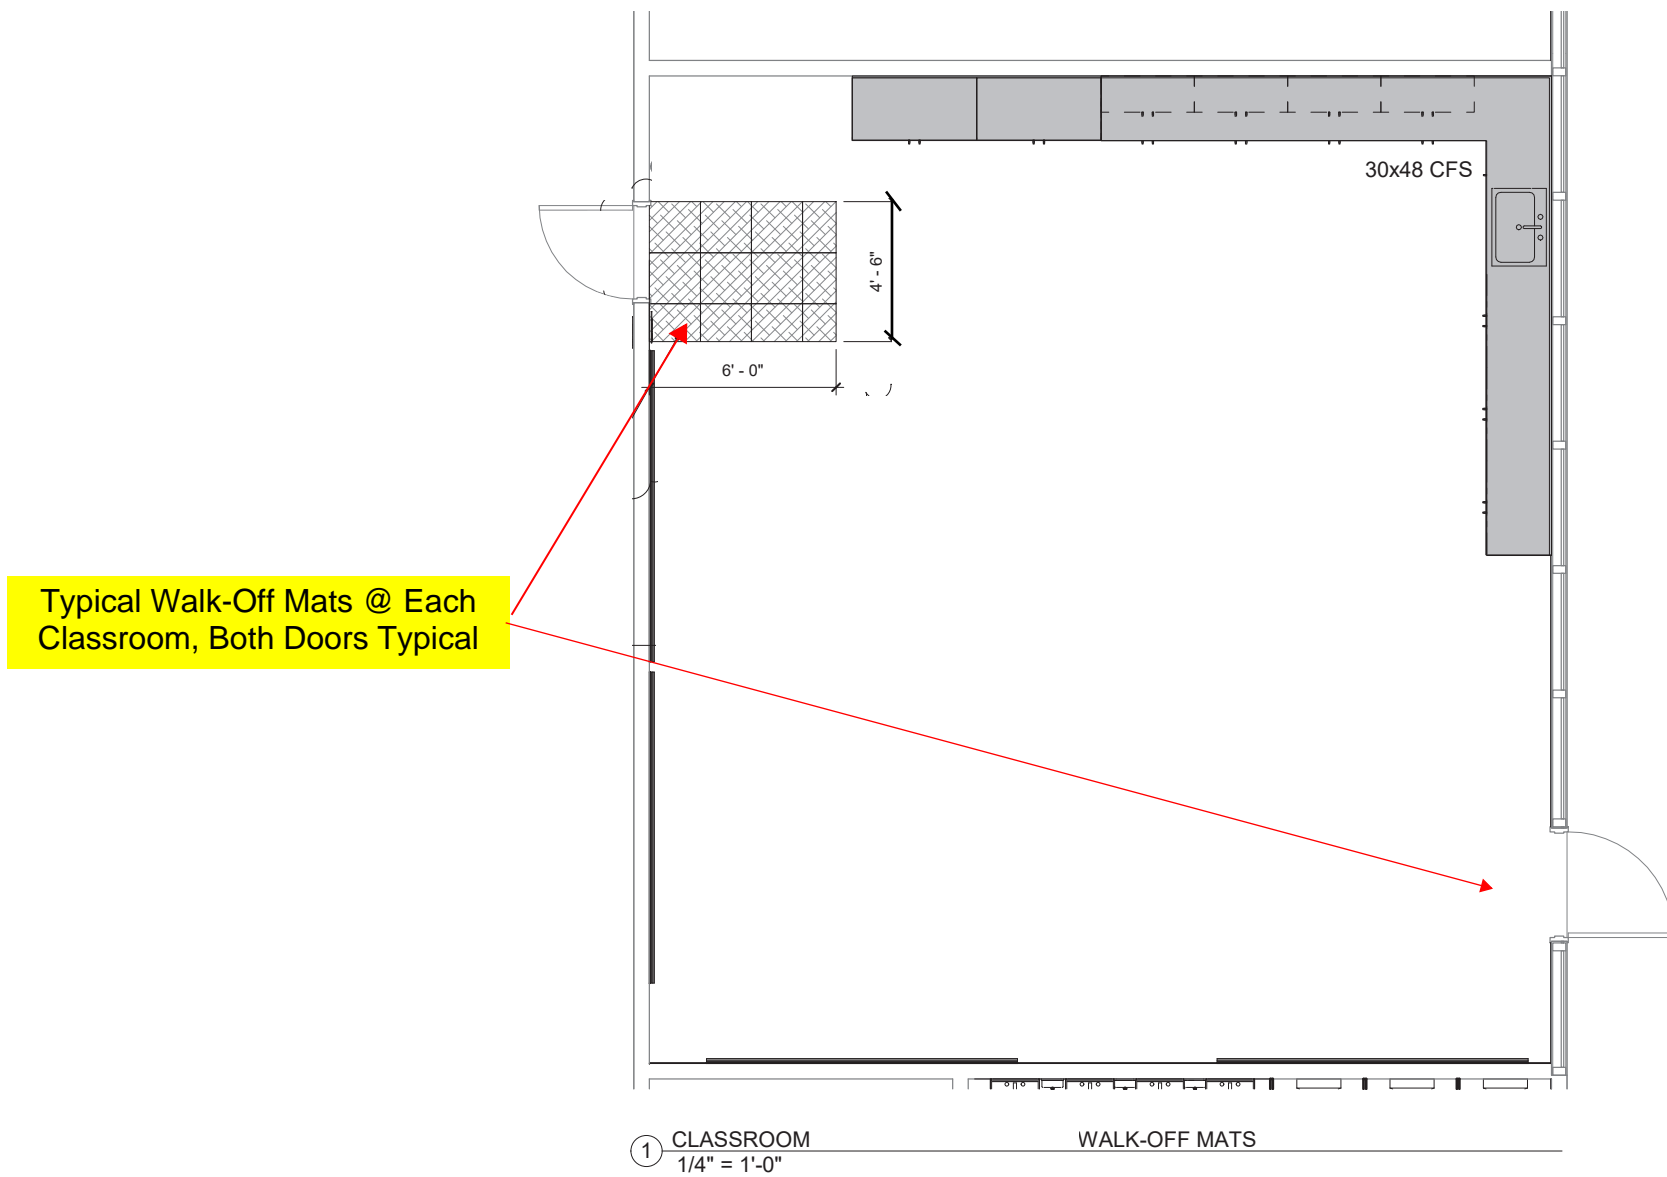 30x48 CFS
4' - 6"
6' - 0"
Typical Walk-Off Mats @ Each
Classroom, Both Doors Typical
1
CLASSROOM WALK-OFF MATS
1/4" = 1'-0"